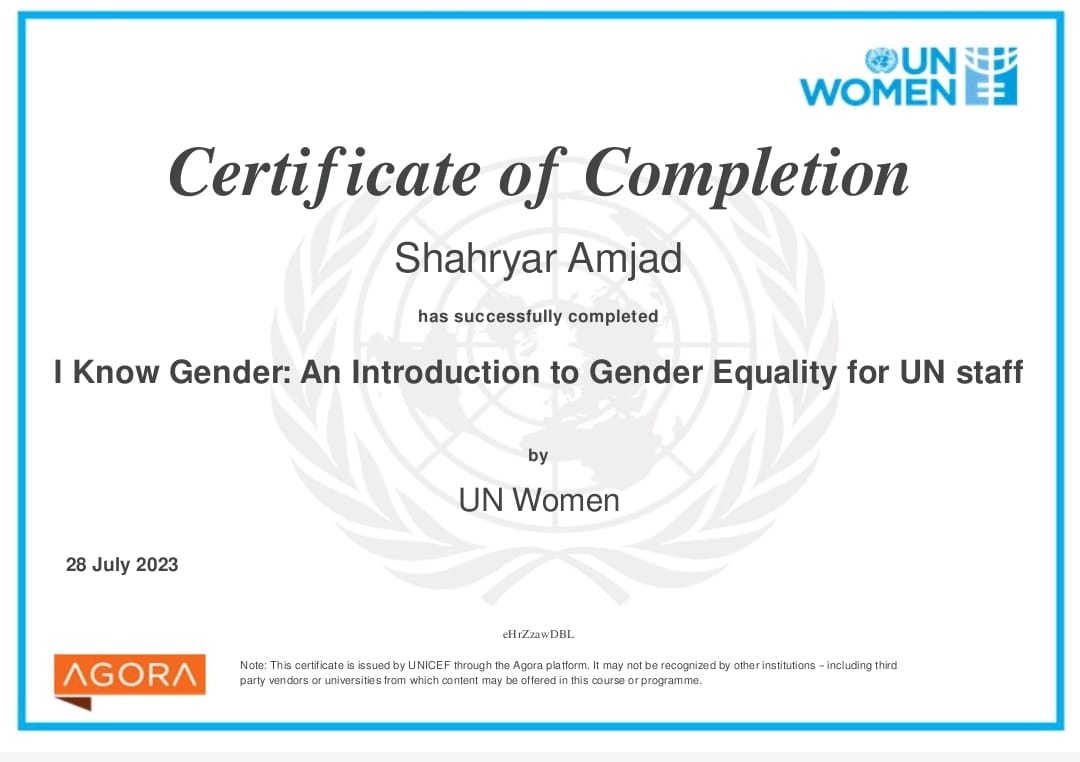 UN
WOMEN
Certificate of Completion
Shahryar Amjad
has successfully completed
I Know Gender: An Introduction to Gender Equality for UN staff
by
UN Women
28 July 2023
eHrZzawDBL
AGORA
Note: This certificate is issued by UNICEF through the Agora platform. It may not be recognized by other institutions – including third
party vendors or universities from which content may be offered in this course or programme.